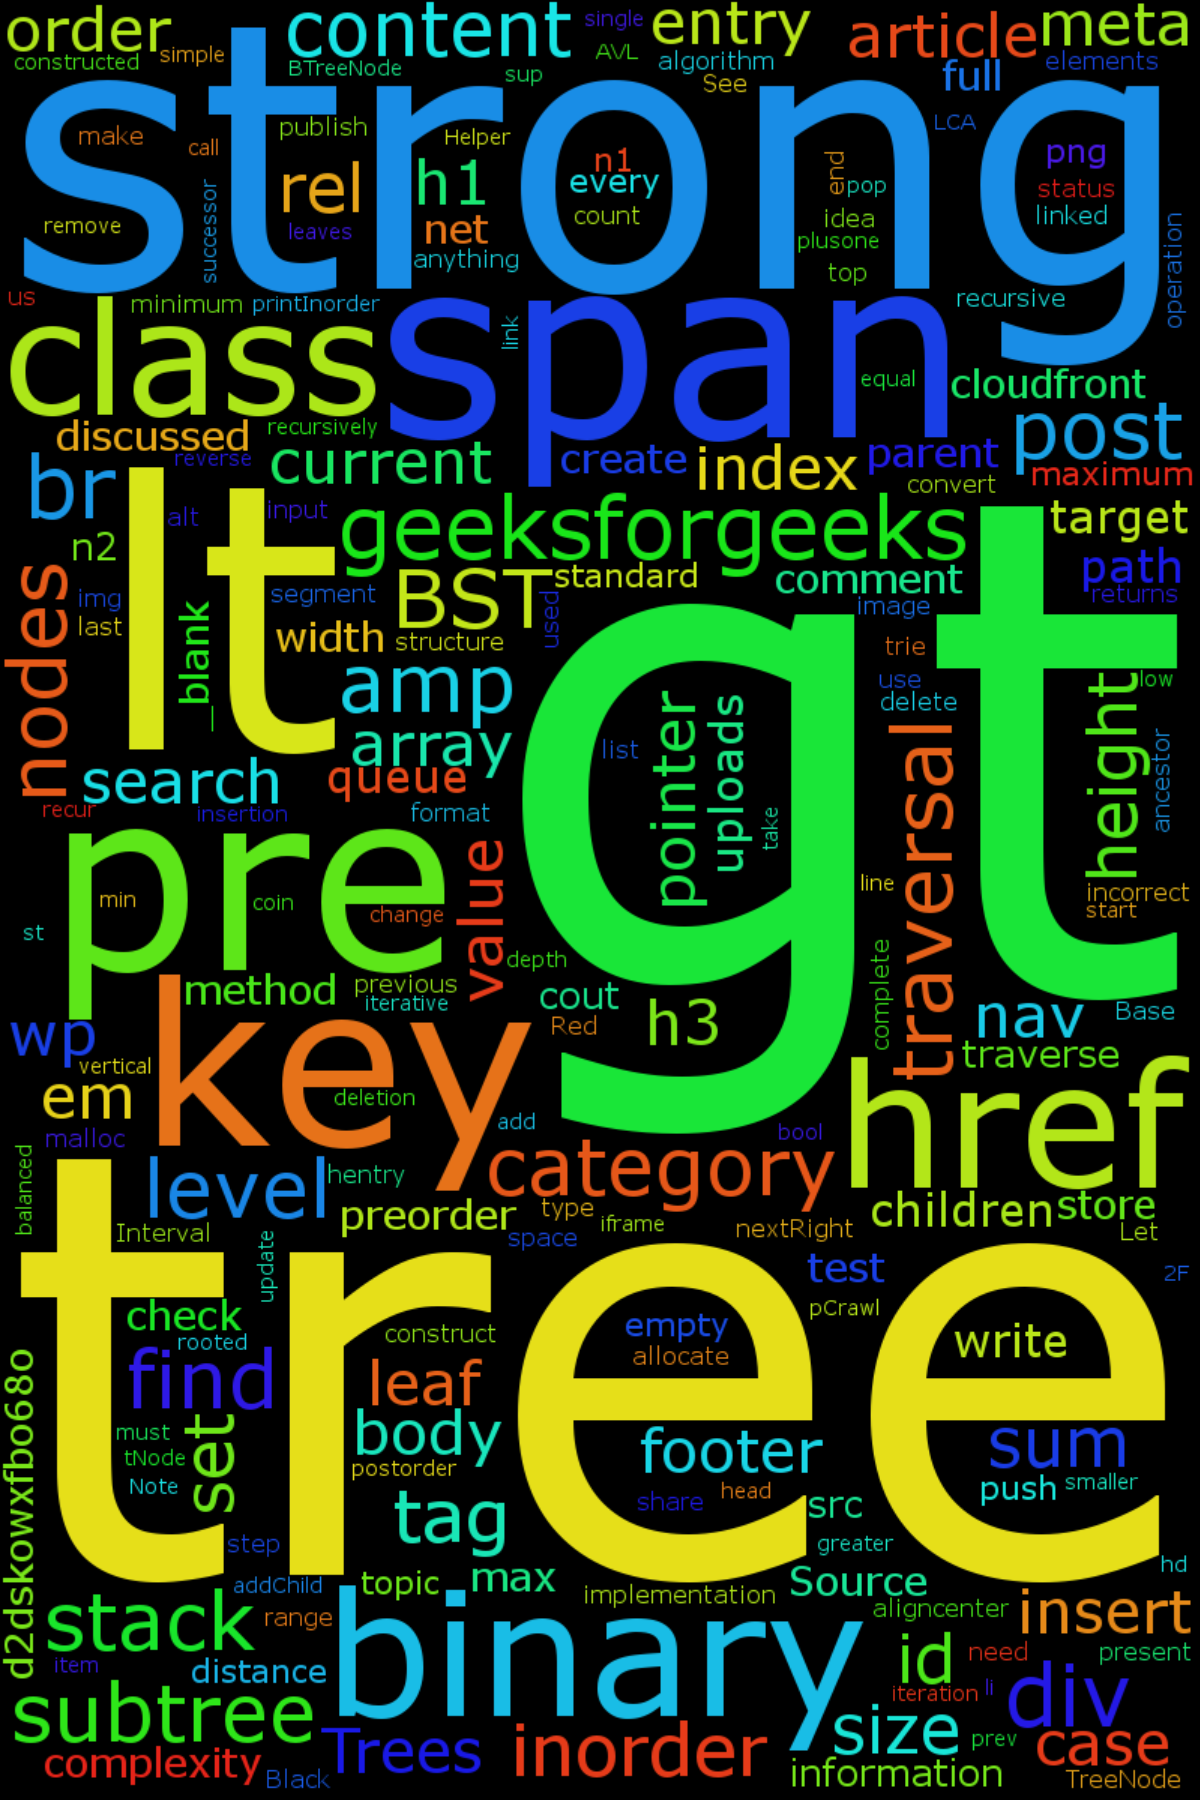 order
content
single
entry
article
meta
constructed
simple
BTreeNode
sup
AVL
algorithm
See
full
elements
strong
make
call
publish
Helper
n1
every
count
end
pop
LCA
png
status
linked
rel
h1
net
anything
leaves
remove
successor
idea
plusone
top
operation
us
minimum
printInorder
recursive
class
span
link
equal
cloudfront
discussed
recursively
post
br
reverse
current
create
index
parent
maximum
convert
lt
alt
input
geeksforgeeks
gt
target
n2
nodes
img
last
_blank
segment
BST
standard
comment
path
returns
width
structure
used
image
trie
use
delete
low
amp
array
list
pointer
uploads
take
traversal
height
ancestor
search
queue
recur
insertion
format
pre
min
coin
change
value
line
incorrect
start
st
depth
complete
method
previous
iterative
cout
Red
h3
nav
Base
wp
vertical
key
traverse
em
deletion
add
bool
href
malloc
balanced
level
hentry
category
preorder
type
iframe
nextRight
children
store
Let
Interval
update
space
tree
test
2F
pCrawl
check
rooted
construct
empty
allocate
write
find
leaf
d2dskowxfbo68o
must
tNode
Note
set
body
postorder
footer
share
head
sum
push
smaller
tag
src
step
greater
hd
addChild
topic
max
implementation
Source
stack
range
binary
aligncenter
insert
item
distance
id
need
present
iteration
li
div
subtree
Trees
inorder
size
prev
case
complexity
Black
information
TreeNode